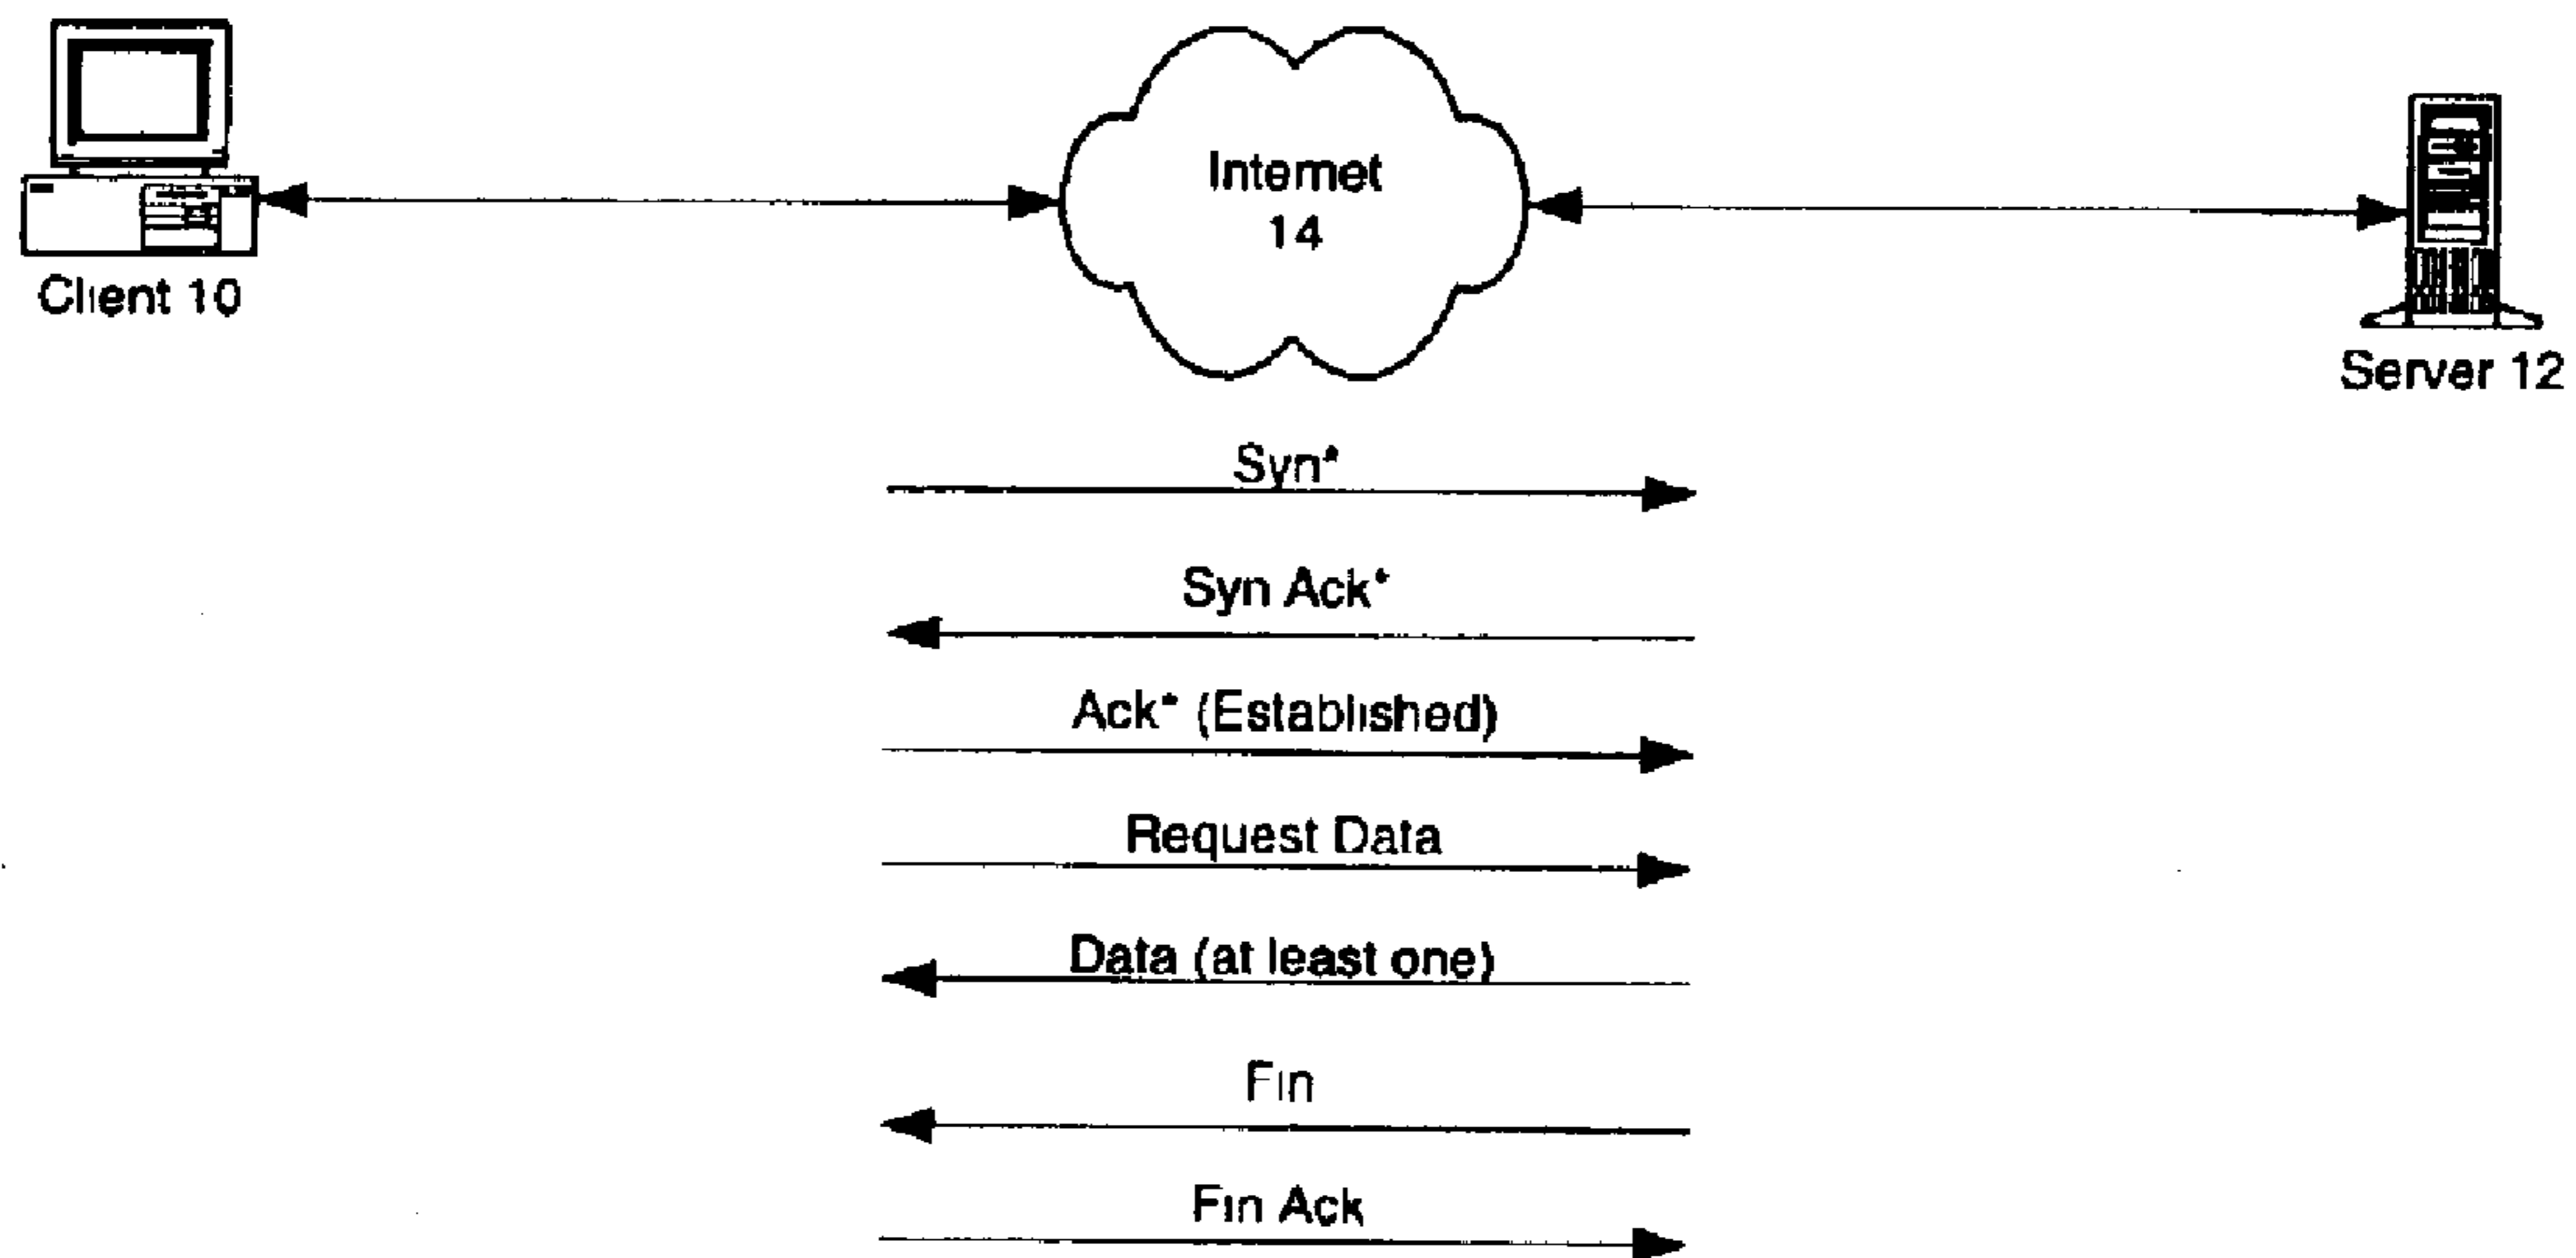 Internet
14
Client 10
Server 12
Syn*
Syn Ack*
Ack* (Established)
Request Data
Data (at least one)
Fin
Fin Ack